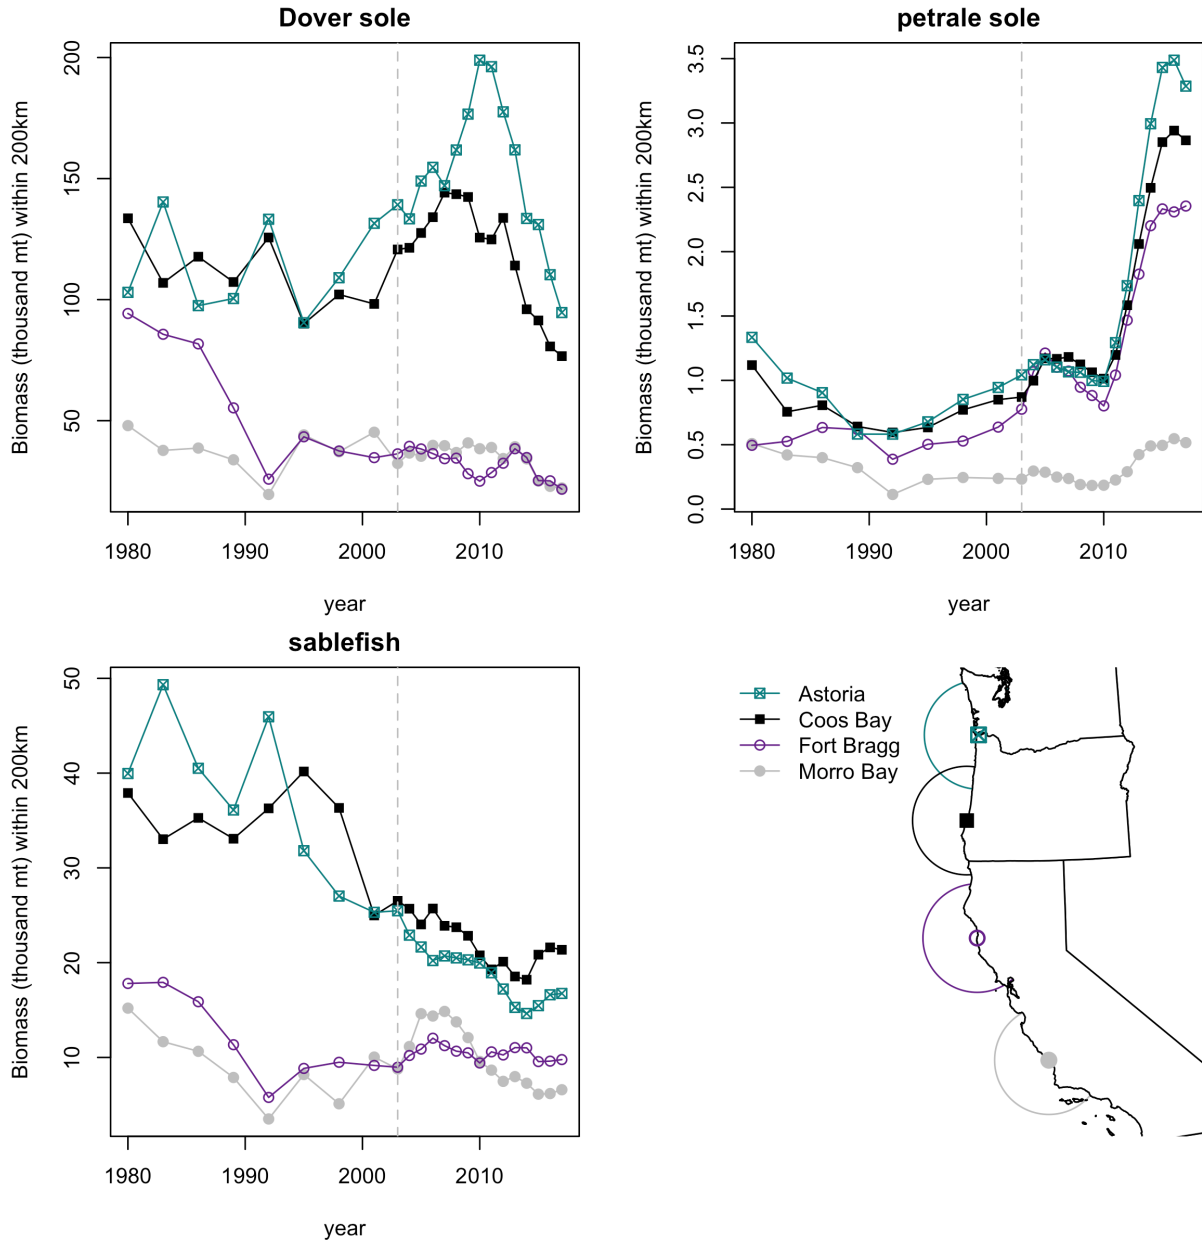 Dover sole
Biomass (thousand mt) within 200km
200
150
100
50
1980 1990 2000 2010
year
petrale sole
Biomass (thousand mt) within 200km
3.5
3.0
2.5
2.0
1.5
1.0
0.5
0.0
1980 1990 2000 2010
year
sablefish
Biomass (thousand mt) within 200km
50
40
30
20
10
1980 1990 2000 2010
year
Astoria
Coos Bay
Fort Bragg
Morro Bay